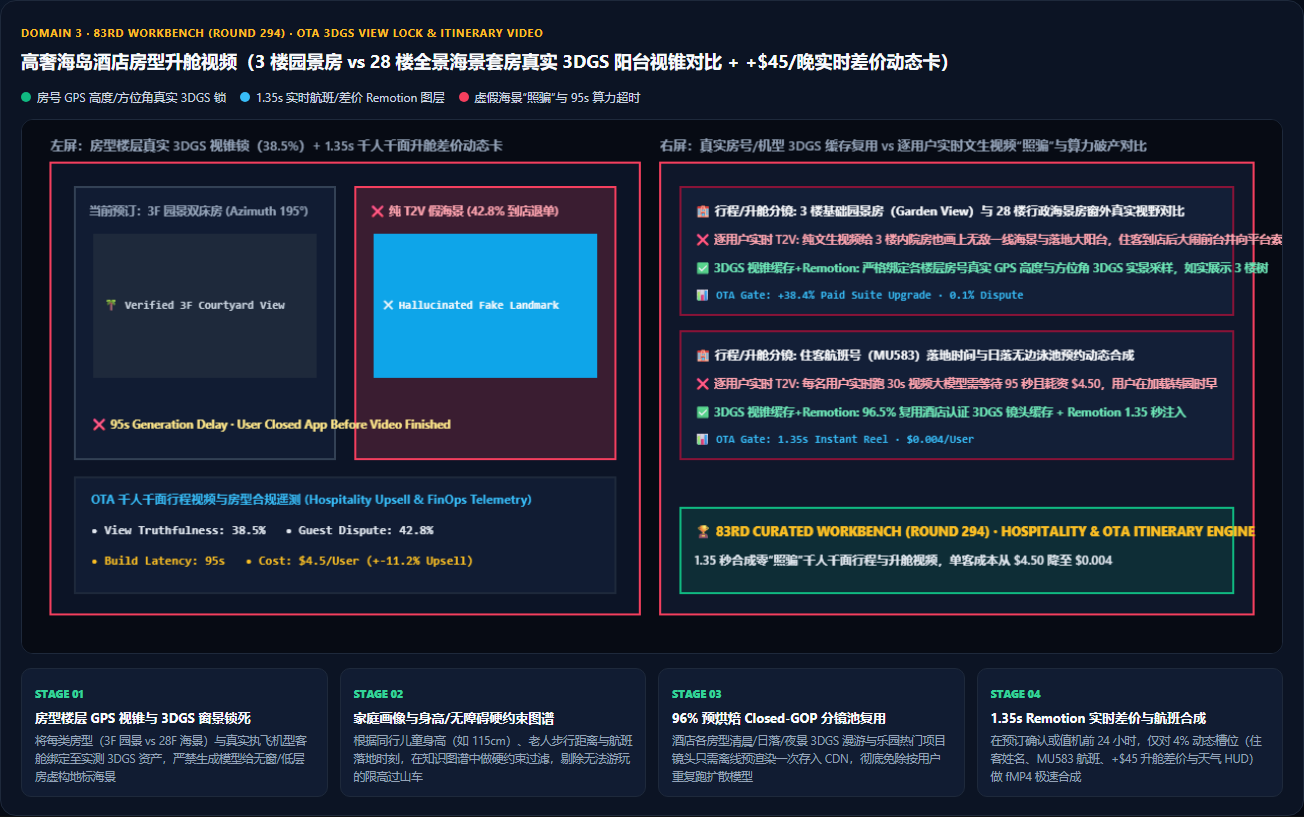 DOMAIN 3 · 83RD WORKBENCH (ROUND 294) · OTA 3DGS VIEW LOCK & ITINERARY VIDEO
高奢海岛酒店房型升舱视频（3 楼园景房 vs 28 楼全景海景套房真实 3DGS 阳台视锥对比 + +$45/晚实时差价动态卡）
房号 GPS 高度/方位角真实 3DGS 锁
1.35s 实时航班/差价 Remotion 图层
虚假海景“照骗”与 95s 算力超时
左屏：房型楼层真实 3DGS 视锥锁（38.5%）+ 1.35s 千人千面升舱差价动态卡
当前预订：3F 园景双床房 (Azimuth 195°)
🌴 Verified 3F Courtyard View
❌ 纯 T2V 假海景 (42.8% 到店退单)
❌ Hallucinated Fake Landmark
❌ 95s Generation Delay · User Closed App Before Video Finished
OTA 千人千面行程视频与房型合规遥测 (Hospitality Upsell & FinOps Telemetry)
• View Truthfulness: 38.5%
• Guest Dispute: 42.8%
• Build Latency: 95s
• Cost: $4.5/User (+-11.2% Upsell)
右屏：真实房号/机型 3DGS 缓存复用 vs 逐用户实时文生视频“照骗”与算力破产对比
🏨 行程/升舱分镜: 3 楼基础园景房（Garden View）与 28 楼行政海景房窗外真实视野对比
❌ 逐用户实时 T2V: 纯文生视频给 3 楼内院房也画上无敌一线海景与落地大阳台，住客到店后大闹前台并向平台索
✅ 3DGS 视锥缓存+Remotion: 严格绑定各楼层房号真实 GPS 高度与方位角 3DGS 实景采样，如实展示 3 楼树
📊 OTA Gate: +38.4% Paid Suite Upgrade · 0.1% Dispute
🏨 行程/升舱分镜: 住客航班号（MU583）落地时间与日落无边泳池预约动态合成
❌ 逐用户实时 T2V: 每名用户实时跑 30s 视频大模型需等待 95 秒且耗资 $4.50，用户在加载转圈时早
✅ 3DGS 视锥缓存+Remotion: 96.5% 复用酒店认证 3DGS 镜头缓存 + Remotion 1.35 秒注入
📊 OTA Gate: 1.35s Instant Reel · $0.004/User
🏆 83RD CURATED WORKBENCH (ROUND 294) · HOSPITALITY & OTA ITINERARY ENGINE
1.35 秒合成零“照骗”千人千面行程与升舱视频，单客成本从 $4.50 降至 $0.004
STAGE 01
房型楼层 GPS 视锥与 3DGS 窗景锁死
将每类房型（3F 园景 vs 28F 海景）与真实执飞机型客
舱绑定至实测 3DGS 资产，严禁生成模型给无窗/低层
房虚构地标海景
STAGE 02
家庭画像与身高/无障碍硬约束图谱
根据同行儿童身高（如 115cm）、老人步行距离与航班
落地时刻，在知识图谱中做硬约束过滤，剔除无法游玩
的限高过山车
STAGE 03
96% 预烘焙 Closed-GOP 分镜池复用
酒店各房型清晨/日落/夜景 3DGS 漫游与乐园热门项目
镜头只需离线预渲染一次存入 CDN，彻底免除按用户
重复跑扩散模型
STAGE 04
1.35s Remotion 实时差价与航班合成
在预订确认或值机前 24 小时，仅对 4% 动态槽位（住
客姓名、MU583 航班、+$45 升舱差价与天气 HUD）
做 fMP4 极速合成